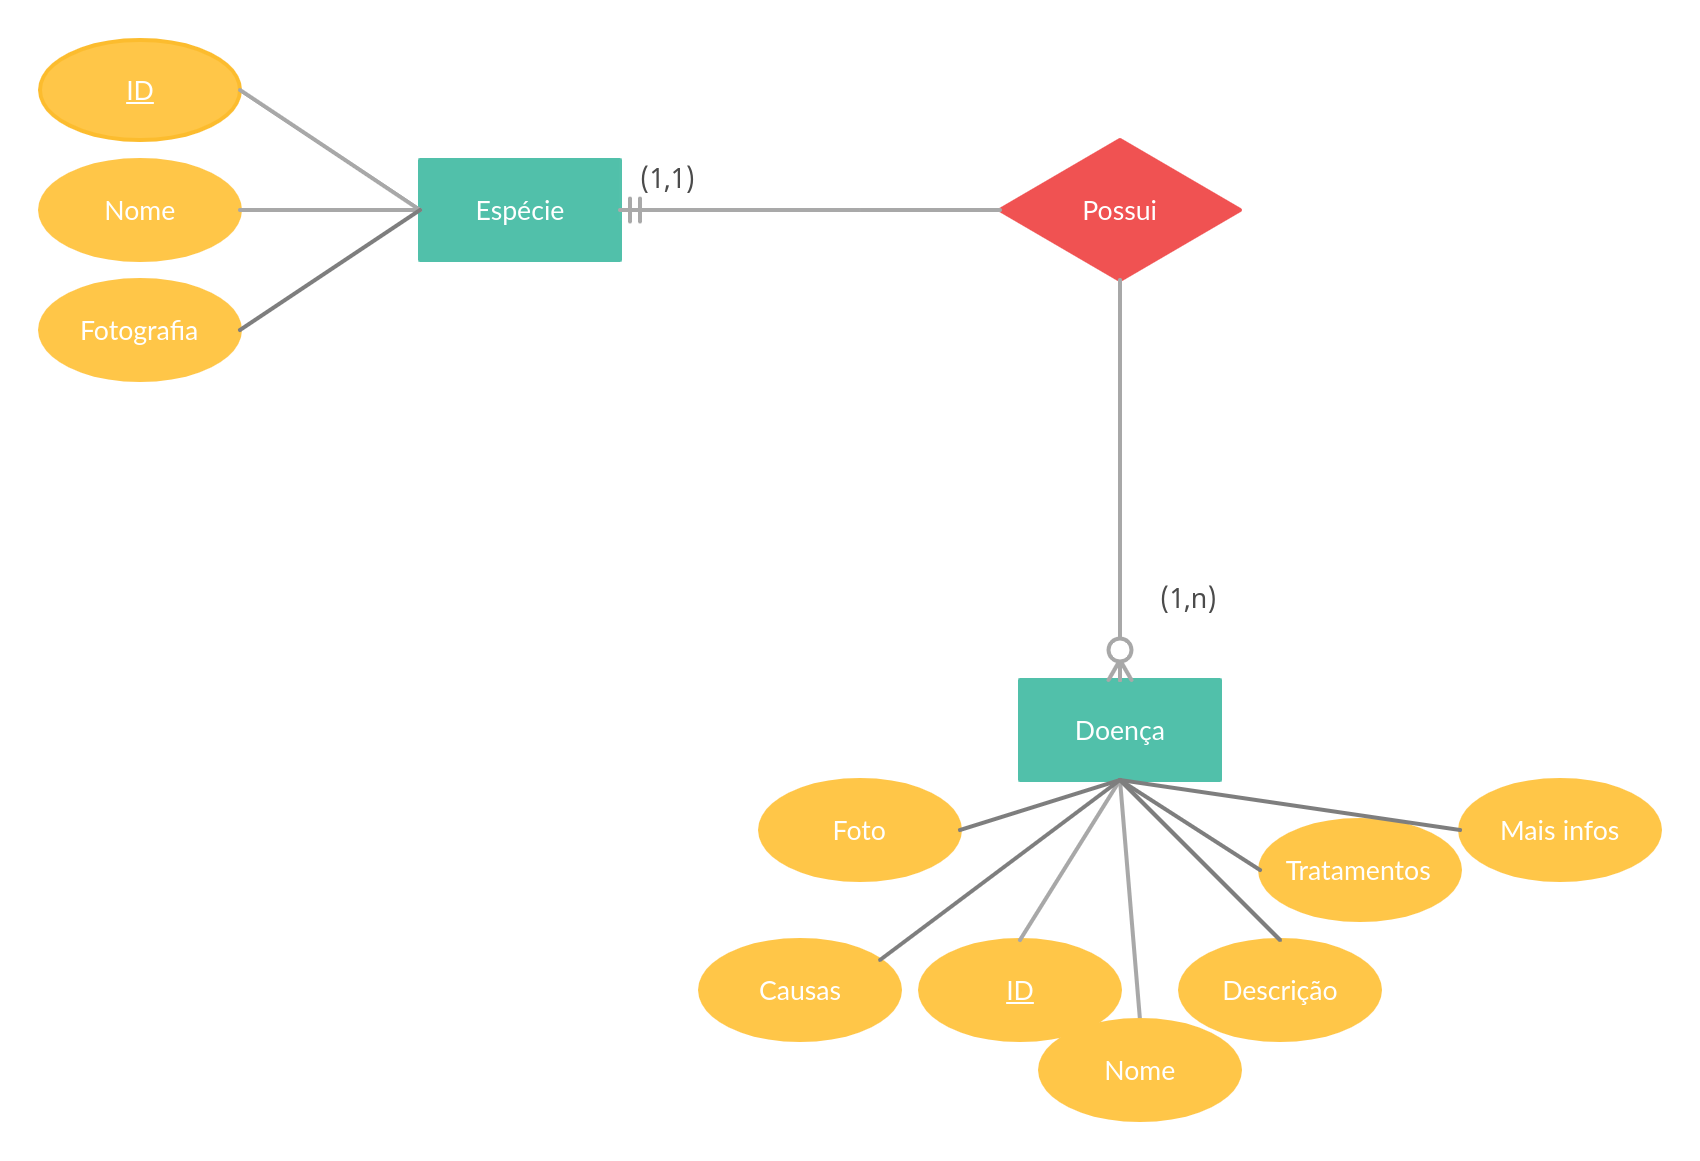 ID
Nome
Fotografia
Espécie
(1,1)
Possui
(1,n)
Doença
Foto
Tratamentos
Mais infos
Causas
ID
Descrição
Nome